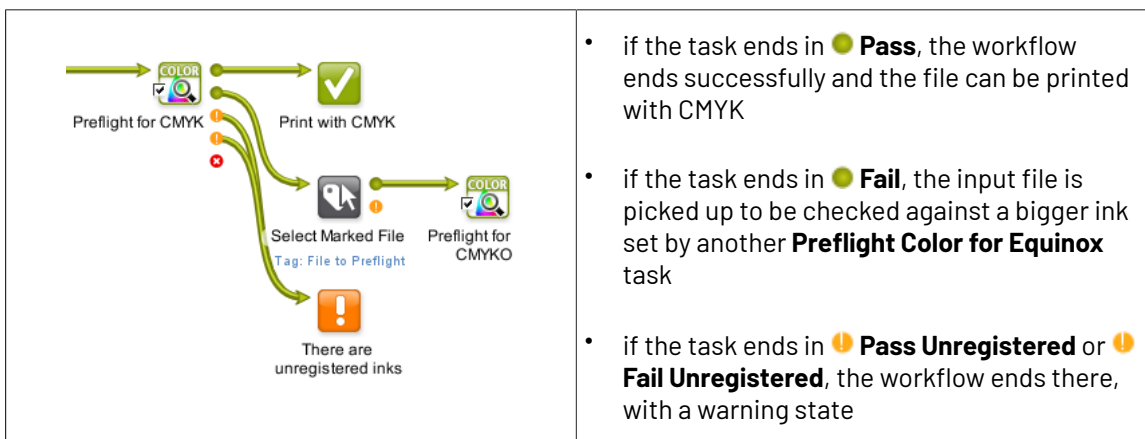 COLOR
Preflight for CMYK
Print with CMYK
COLOR
Select Marked File
Tag: File to Preflight
Preflight for
CMYKO
There are
unregistered inks
• if the task ends in Pass, the workflow
ends successfully and the file can be printed
with CMYK
• if the task ends in Fail, the input file is
picked up to be checked against a bigger ink
set by another Preflight Color for Equinox
task
• if the task ends in Pass Unregistered or
Fail Unregistered, the workflow ends there,
with a warning state